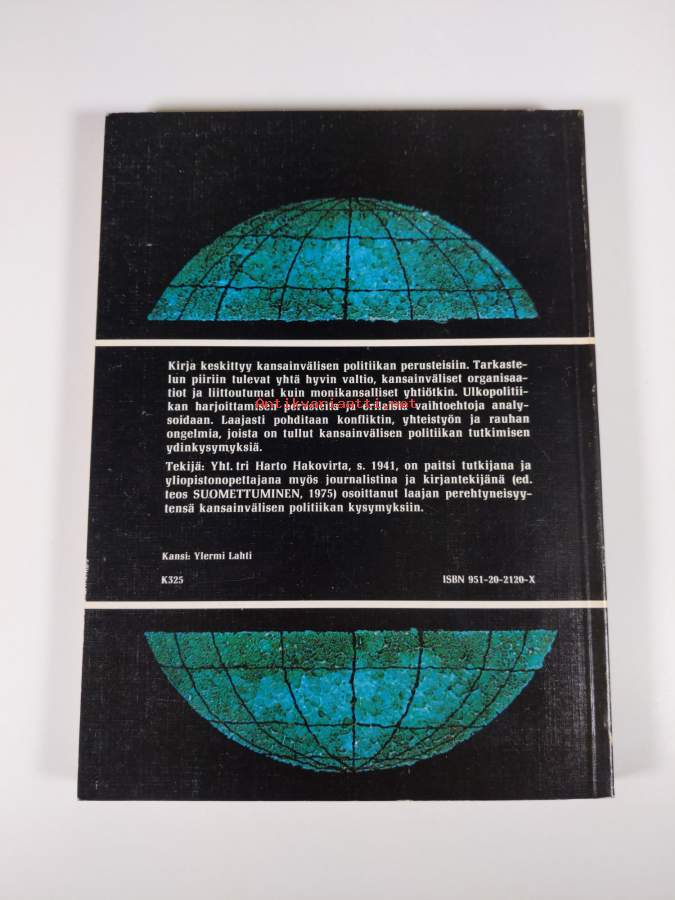 Kirja keskittyy kansainvälisen politiikan perusteisiin. Tarkaste-
lun piiriin tulevat yhtä hyvin valtio, kansainväliset organisaa-
tiot ja liittoutumat kuin monikansalliset yhtiötkin. Ulkopolitii-
kan harjoittamisen perusteita ja erilaisia vaihtoehtoja analy-
Antikvariaatti.net
soidaan. Laajasti pohditaan konfliktin, yhteistyön ja rauhan
ongelmia, joista on tullut kansainvälisen politiikan tutkimisen
ydinkysymyksiä.
Tekijä: Yht. tri Harto Hakovirta, s. 1941, on paitsi tutkijana ja
yliopistonopettajana myös journalistina ja kirjantekijänä (ed.
teos SUOMETTUMINEN, 1975) osoittanut laajan perehtyneisyy-
tensä kansainvälisen politiikan kysymyksiin.
Kansi: Ylermi Lahti
K325 ISBN 951-20-2120-X